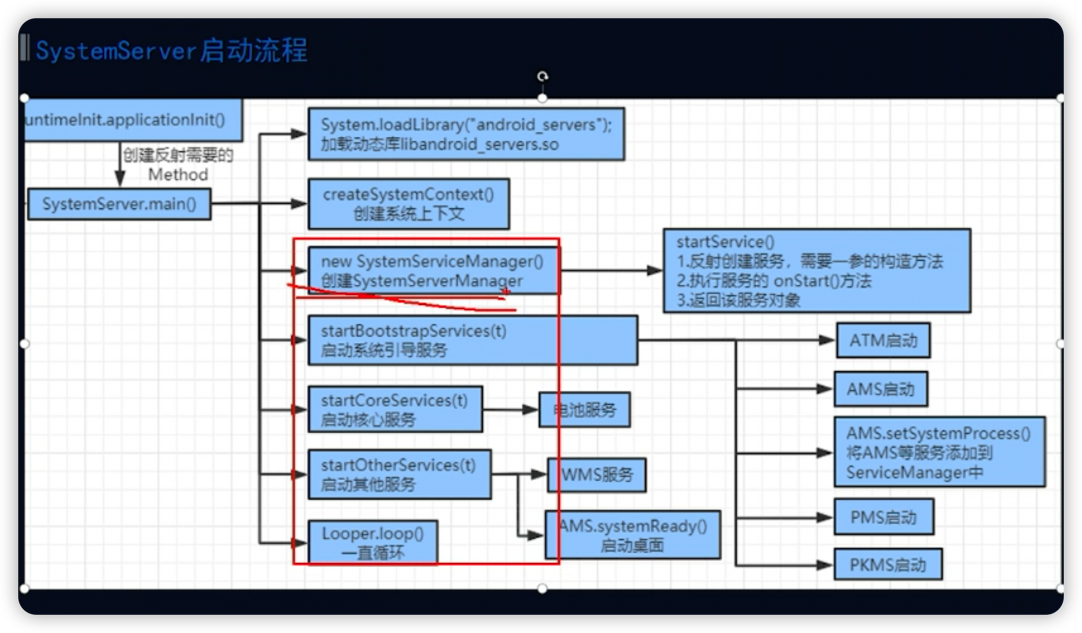 SystemServer启动流程
untimeInit.applicationInit()
创建反射需要的
Method
SystemServer.main()
System.loadLibrary("android_servers");
加载动态库libandroid_servers.so
createSystemContext()
创建系统上下文
new SystemServiceManager()
创建SystemServerManager
startService()
1.反射创建服务，需要一参的构造方法
2.执行服务的 onStart()方法
3.返回该服务对象
startBootstrapServices(t)
启动系统引导服务
ATM启动
AMS启动
AMS.setSystemProcess()
将AMS等服务添加到
ServiceManager中
PMS启动
PKMS启动
startCoreServices(t)
启动核心服务
电池服务
startOtherServices(t)
启动其他服务
WMS服务
AMS.systemReady()
启动桌面
Looper.loop()
一直循环